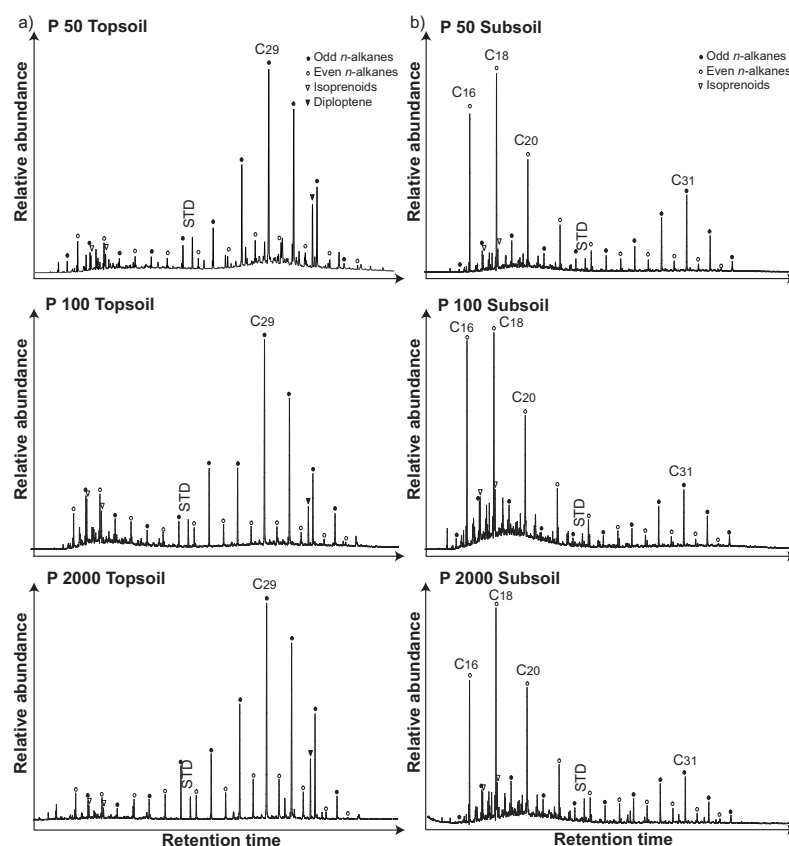 a)
P 50 Topsoil
C29
Odd n-alkanes
Even n-alkanes
Isoprenoids
Diploptene
STD
Relative abundance
P 100 Topsoil
C29
STD
Relative abundance
P 2000 Topsoil
C29
STD
Relative abundance
Retention time
b)
P 50 Subsoil
C18
C16
Odd n-alkanes
Even n-alkanes
Isoprenoids
C20
C31
STD
Relative abundance
P 100 Subsoil
C16
C18
C20
C31
STD
Relative abundance
P 2000 Subsoil
C18
C16
C20
C31
STD
Relative abundance
Retention time